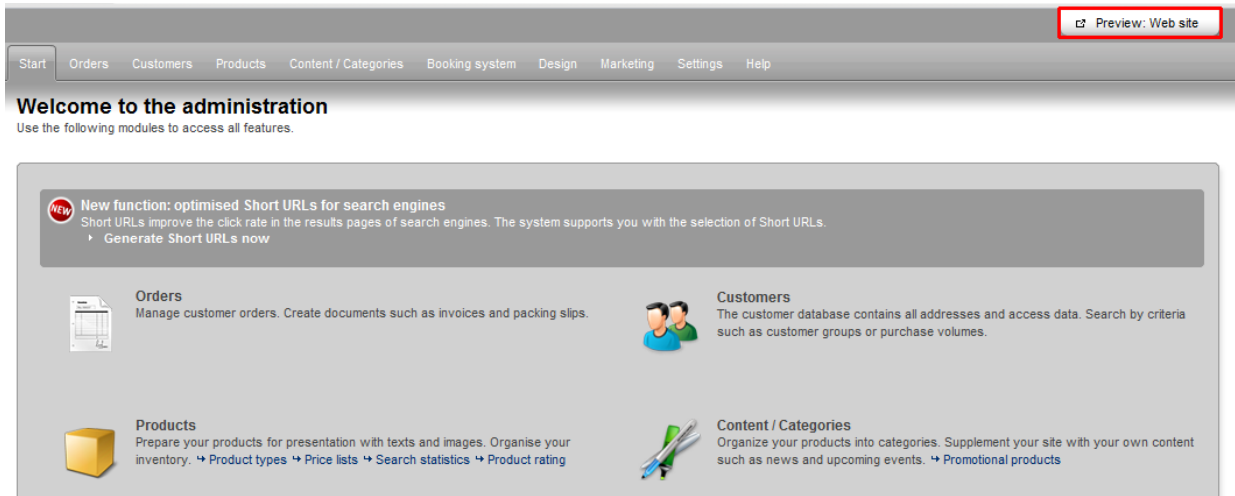 Preview: Web site
Start Orders Customers Products Content / Categories Booking system Design Marketing Settings Help
Welcome to the administration
Use the following modules to access all features.
NEW
New function: optimised Short URLs for search engines
Short URLs improve the click rate in the results pages of search engines. The system supports you with the selection of Short URLs.
Generate Short URLs now
Orders
Manage customer orders. Create documents such as invoices and packing slips.
Customers
The customer database contains all addresses and access data. Search by criteria
such as customer groups or purchase volumes.
Products
Prepare your products for presentation with texts and images. Organise your
inventory. ↪ Product types ↪ Price lists ↪ Search statistics ↪ Product rating
Content / Categories
Organize your products into categories. Supplement your site with your own content
such as news and upcoming events. ↪ Promotional products